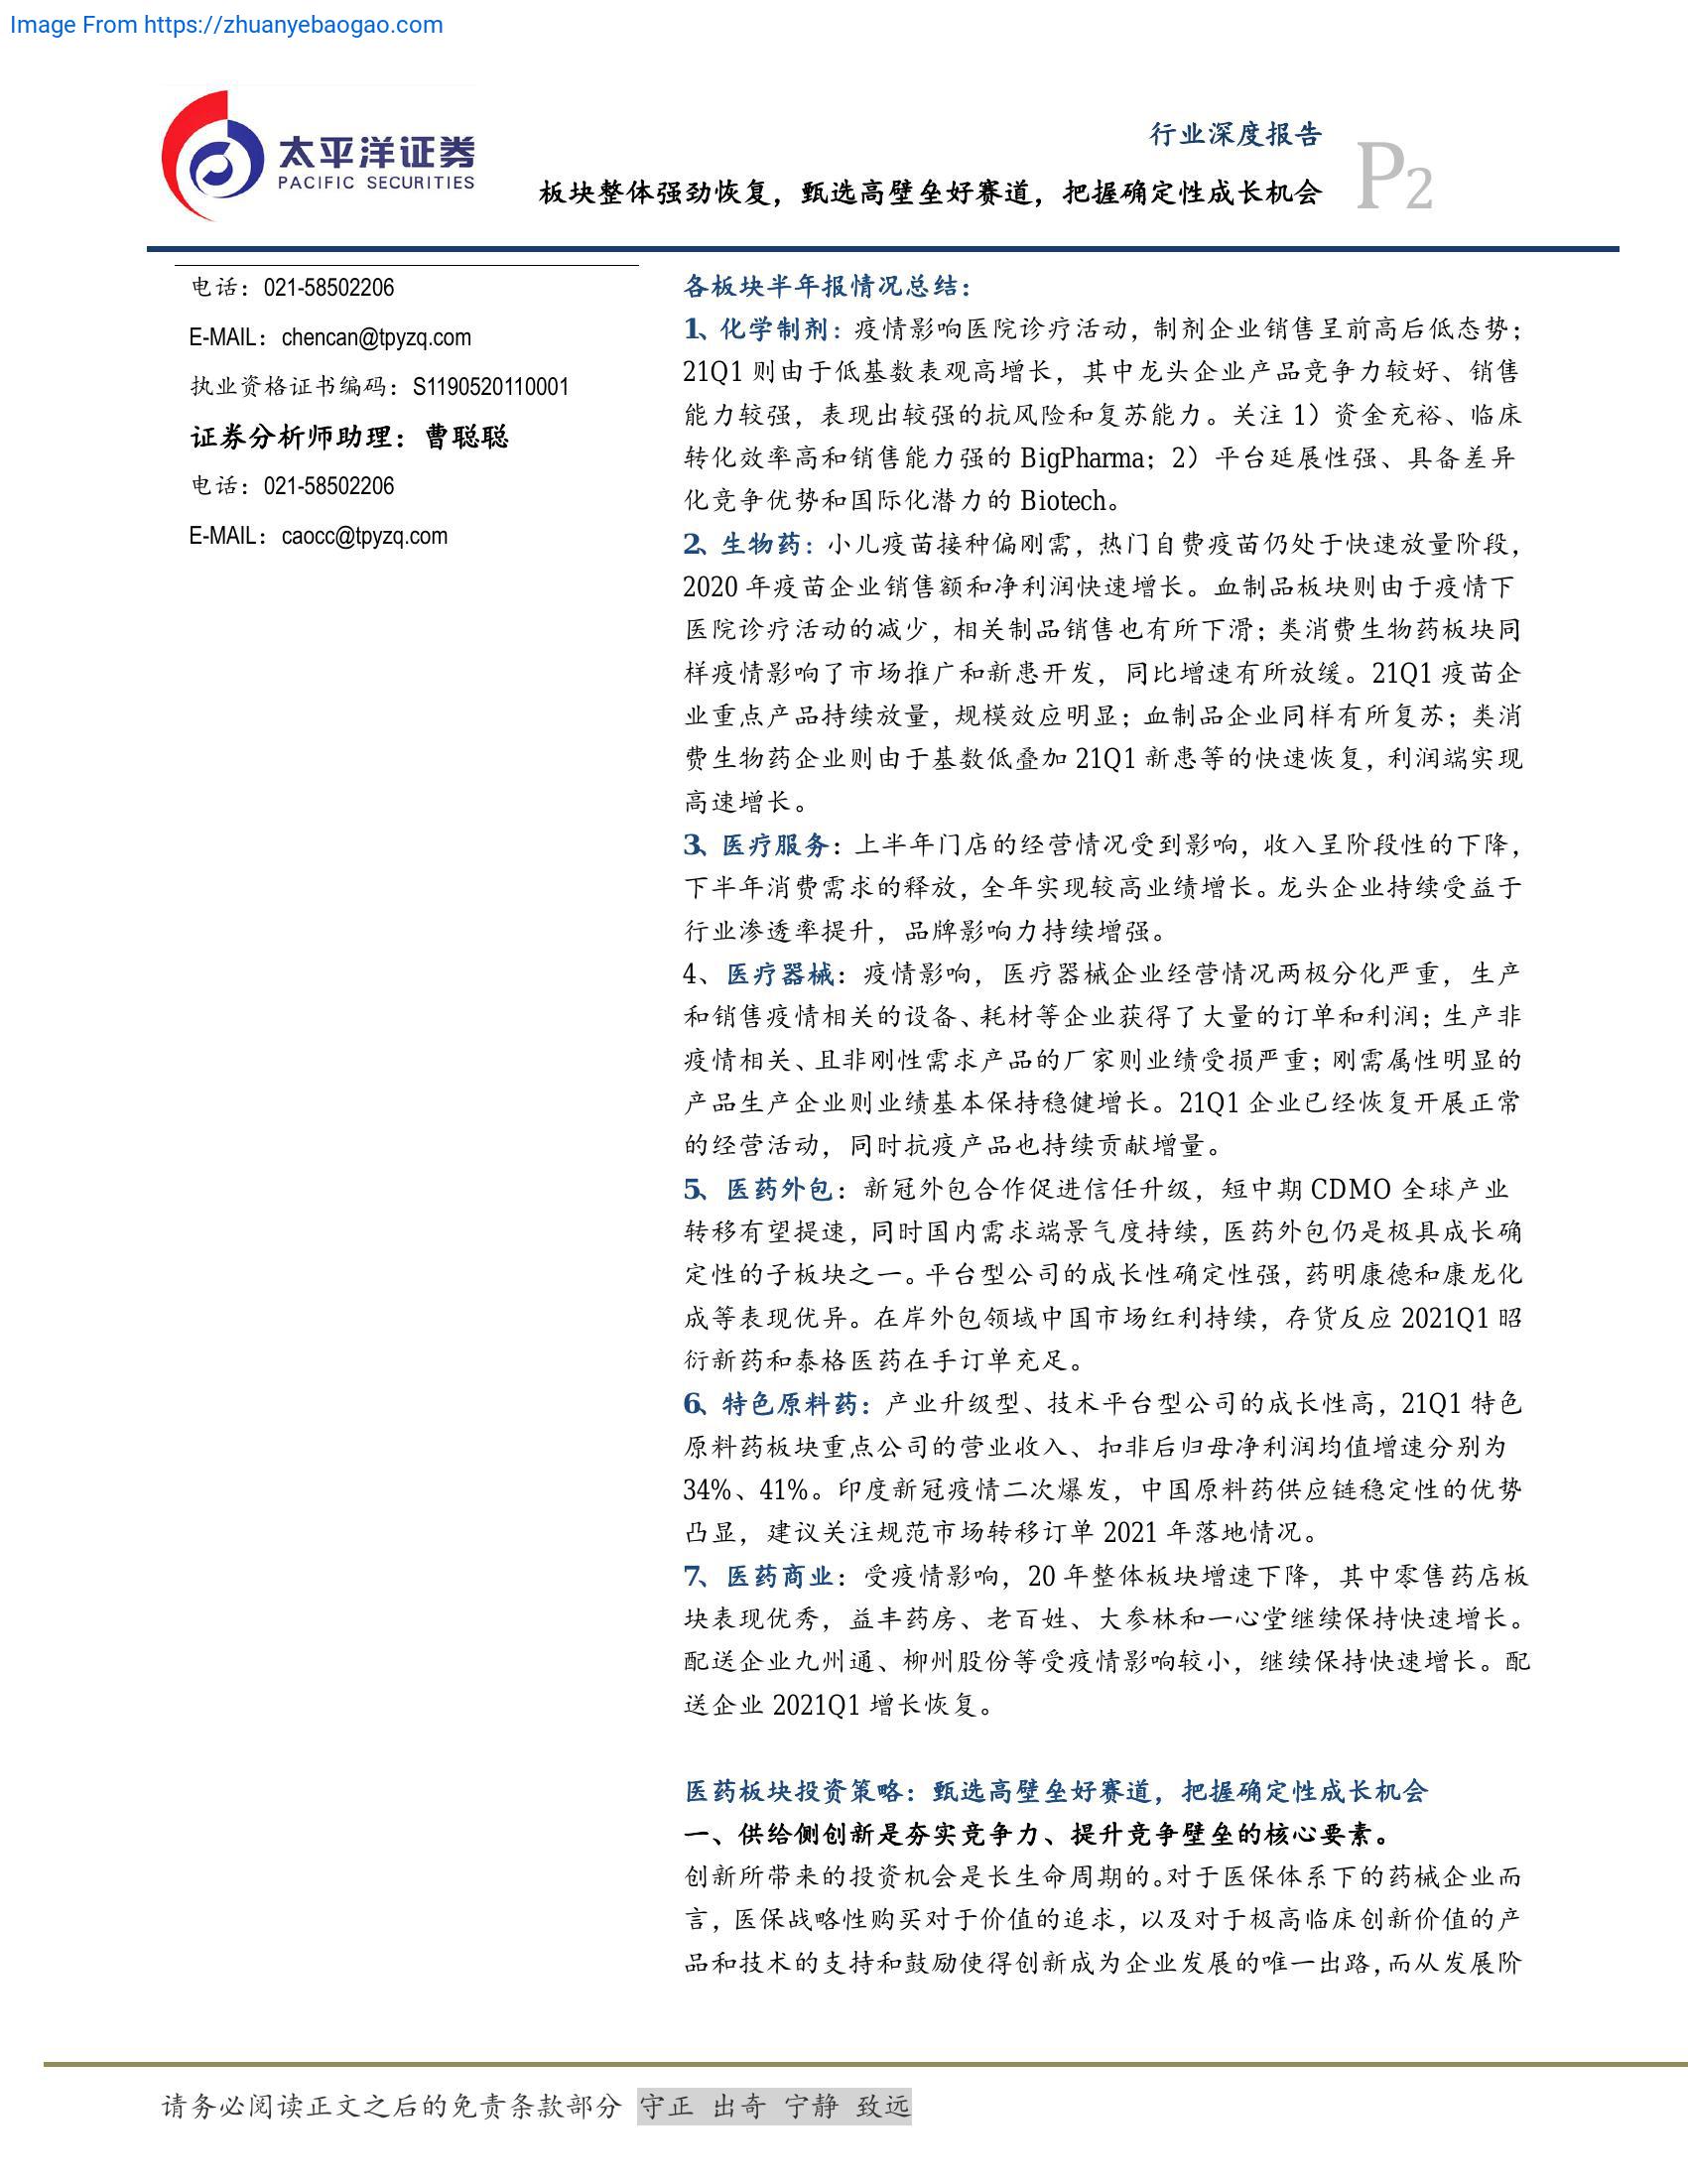 Image From https://zhuanyebaogao.com
太平洋证券
PACIFIC SECURITIES
行业深度报告
板块整体强劲恢复，甄选高壁垒好赛道，把握确定性成长机会
P2
电话：021-58502206
E-MAIL：chencan@tpyzq.com
执业资格证书编码：S1190520110001
证券分析师助理：曹聪聪
电话：021-58502206
E-MAIL：caocc@tpyzq.com
各板块半年报情况总结：
1、化学制剂：疫情影响医院诊疗活动，制剂企业销售呈前高后低态势；
21Q1 则由于低基数表观高增长，其中龙头企业产品竞争力较好、销售
能力较强，表现出较强的抗风险和复苏能力。关注 1）资金充裕、临床
转化效率高和销售能力强的 BigPharma；2）平台延展性强、具备差异
化竞争优势和国际化潜力的 Biotech。
2、生物药：小儿疫苗接种偏刚需，热门自费疫苗仍处于快速放量阶段，
2020 年疫苗企业销售额和净利润快速增长。血制品板块则由于疫情下
医院诊疗活动的减少，相关制品销售也有所下滑；类消费生物药板块同
样疫情影响了市场推广和新患开发，同比增速有所放缓。21Q1 疫苗企
业重点产品持续放量，规模效应明显；血制品企业同样有所复苏；类消
费生物药企业则由于基数低叠加 21Q1 新患等的快速恢复，利润端实现
高速增长。
3、医疗服务：上半年门店的经营情况受到影响，收入呈阶段性的下降，
下半年消费需求的释放，全年实现较高业绩增长。龙头企业持续受益于
行业渗透率提升，品牌影响力持续增强。
4、医疗器械：疫情影响，医疗器械企业经营情况两极分化严重，生产
和销售疫情相关的设备、耗材等企业获得了大量的订单和利润；生产非
疫情相关、且非刚性需求产品的厂家则业绩受损严重；刚需属性明显的
产品生产企业则业绩基本保持稳健增长。21Q1 企业已经恢复开展正常
的经营活动，同时抗疫产品也持续贡献增量。
5、医药外包：新冠外包合作促进信任升级，短中期 CDMO 全球产业
转移有望提速，同时国内需求端景气度持续，医药外包仍是极具成长确
定性的子板块之一。平台型公司的成长性确定性强，药明康德和康龙化
成等表现优异。在岸外包领域中国市场红利持续，存货反应 2021Q1 昭
衍新药和泰格医药在手订单充足。
6、特色原料药：产业升级型、技术平台型公司的成长性高，21Q1 特色
原料药板块重点公司的营业收入、扣非后归母净利润均值增速分别为
34%、41%。印度新冠疫情二次爆发，中国原料药供应链稳定性的优势
凸显，建议关注规范市场转移订单 2021 年落地情况。
7、医药商业：受疫情影响，20 年整体板块增速下降，其中零售药店板
块表现优秀，益丰药房、老百姓、大参林和一心堂继续保持快速增长。
配送企业九州通、柳州股份等受疫情影响较小，继续保持快速增长。配
送企业 2021Q1 增长恢复。
医药板块投资策略：甄选高壁垒好赛道，把握确定性成长机会
一、供给侧创新是夯实竞争力、提升竞争壁垒的核心要素。
创新所带来的投资机会是长生命周期的。对于医保体系下的药械企业而
言，医保战略性购买对于价值的追求，以及对于极高临床创新价值的产
品和技术的支持和鼓励使得创新成为企业发展的唯一出路，而从发展阶
请务必阅读正文之后的免责条款部分 守正 出奇 宁静 致远